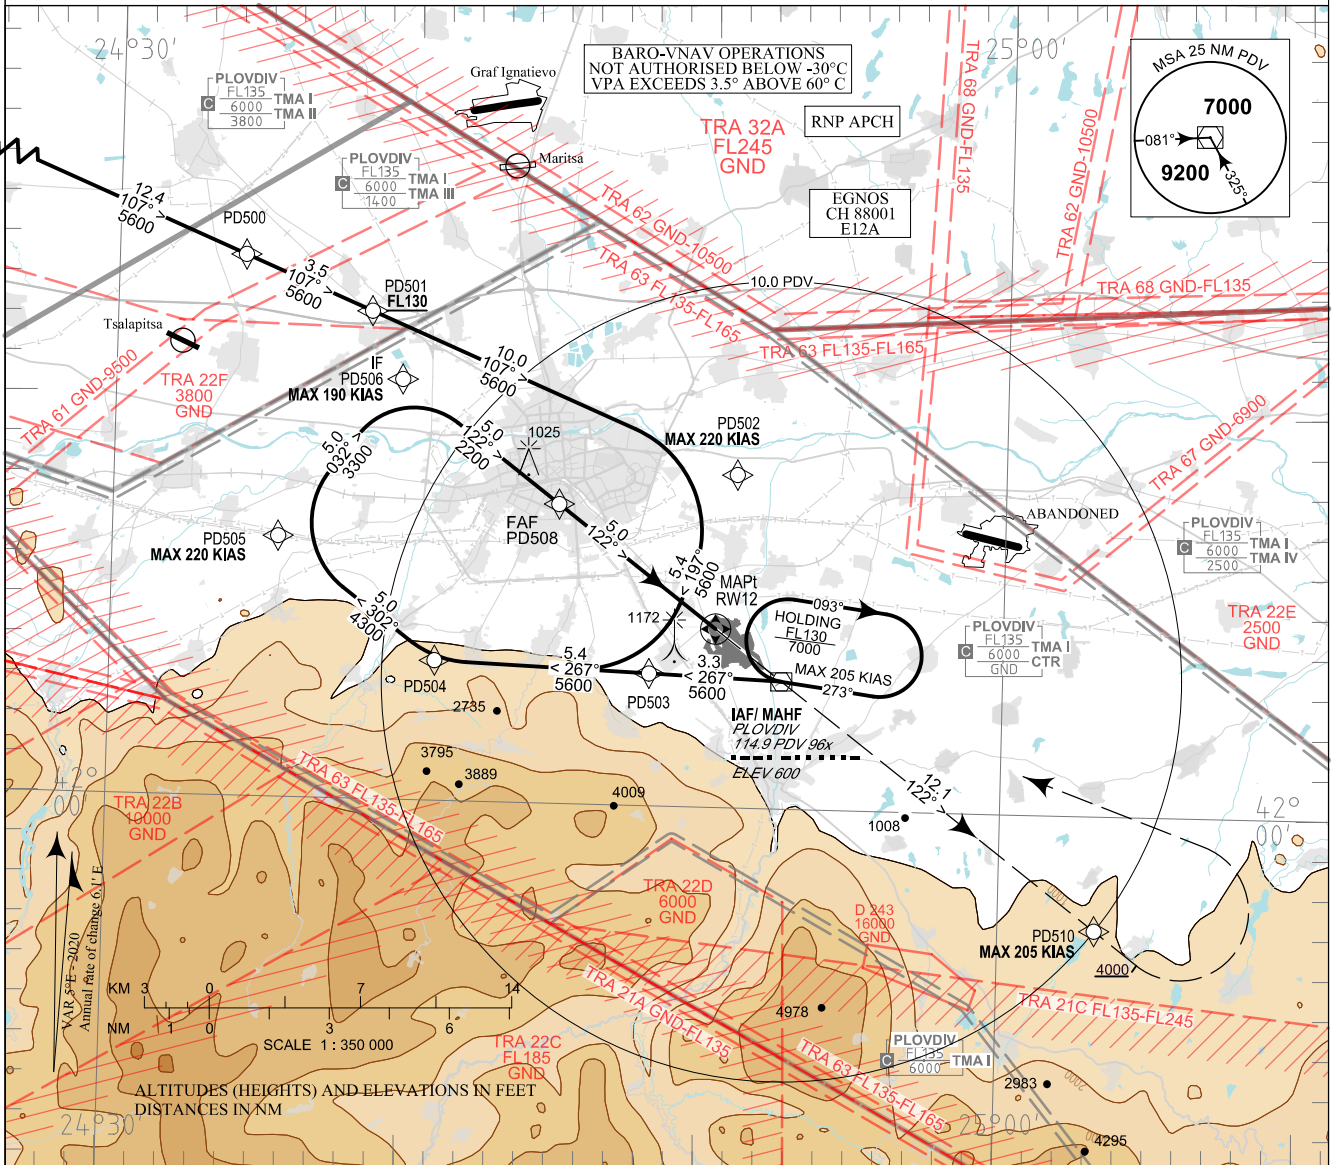 24°30'
25°00'
BARO-VNAV OPERATIONS
NOT AUTHORISED BELOW -30°C
VPA EXCEEDS 3.5° ABOVE 60° C
MSA 25 NM PDV
7000
081°
9200
325°
Graf Ignatievo
PLOVDIV
FL135
C 6000 TMA I
3800 TMA II
RNP APCH
TRA 32A
FL245
GND
TRA 68 GND-FL135
TRA 62 GND-10500
Maritsa
PLOVDIV
FL135
C 6000 TMA I
1400 TMA III
EGNOS
CH 88001
E12A
12.4
107° >
5600
PD500
TRA 62 GND-10500
TRA 63 FL135-FL165
3.5
107° >
5600
PD501
FL130
10.0 PDV
TRA 68 GND-FL135
Tsalapitsa
TRA 63 FL135-FL165
IF
PD506
MAX 190 KIAS
10.0
107° >
5600
TRA 22F
3800
GND
TRA 61 GND-9500
TRA 67 GND-6900
PD502
MAX 220 KIAS
5.0
032° >
3300
5.0
122° >
2200
1025
FAF
PD508
ABANDONED
PD505
MAX 220 KIAS
5.0
122° >
PLOVDIV
FL135
C 6000 TMA I
2500 TMA IV
5.4
< 197°
5600
MAPt
RW12
5.0
< 302°
4300
1172
093°
HOLDING
FL130
7000
MAX 205 KIAS
273°
PLOVDIV
FL135
C 6000 TMA I
GND CTR
TRA 22E
2500
GND
5.4
< 267°
5600
3.3
< 267°
5600
PD504
PD503
2735
IAF/ MAHF
PLOVDIV
114.9 PDV 96x
ELEV 600
3795
3889
4009
TRA 63 FL135-FL165
42°
00'
TRA 22B
10000
GND
12.1
122° >
1008
42°
00'
TRA 22D
6000
GND
D 243
16000
GND
1000
PD510
MAX 205 KIAS
4000
VAR 5°E - 2020
Annual rate of change 6.1' E
KM 3 0 7 14
NM 1 0 3 6
SCALE 1 : 350 000
TRA 21A GND-FL135
TRA 21C FL135-FL245
4978
TRA 22C
FL185
GND
TRA 63 FL135-FL165
PLOVDIV
FL135
C 6000 TMA I
2983
2000
ALTITUDES (HEIGHTS) AND ELEVATIONS IN FEET
DISTANCES IN NM
24°30'
25°00'
4295